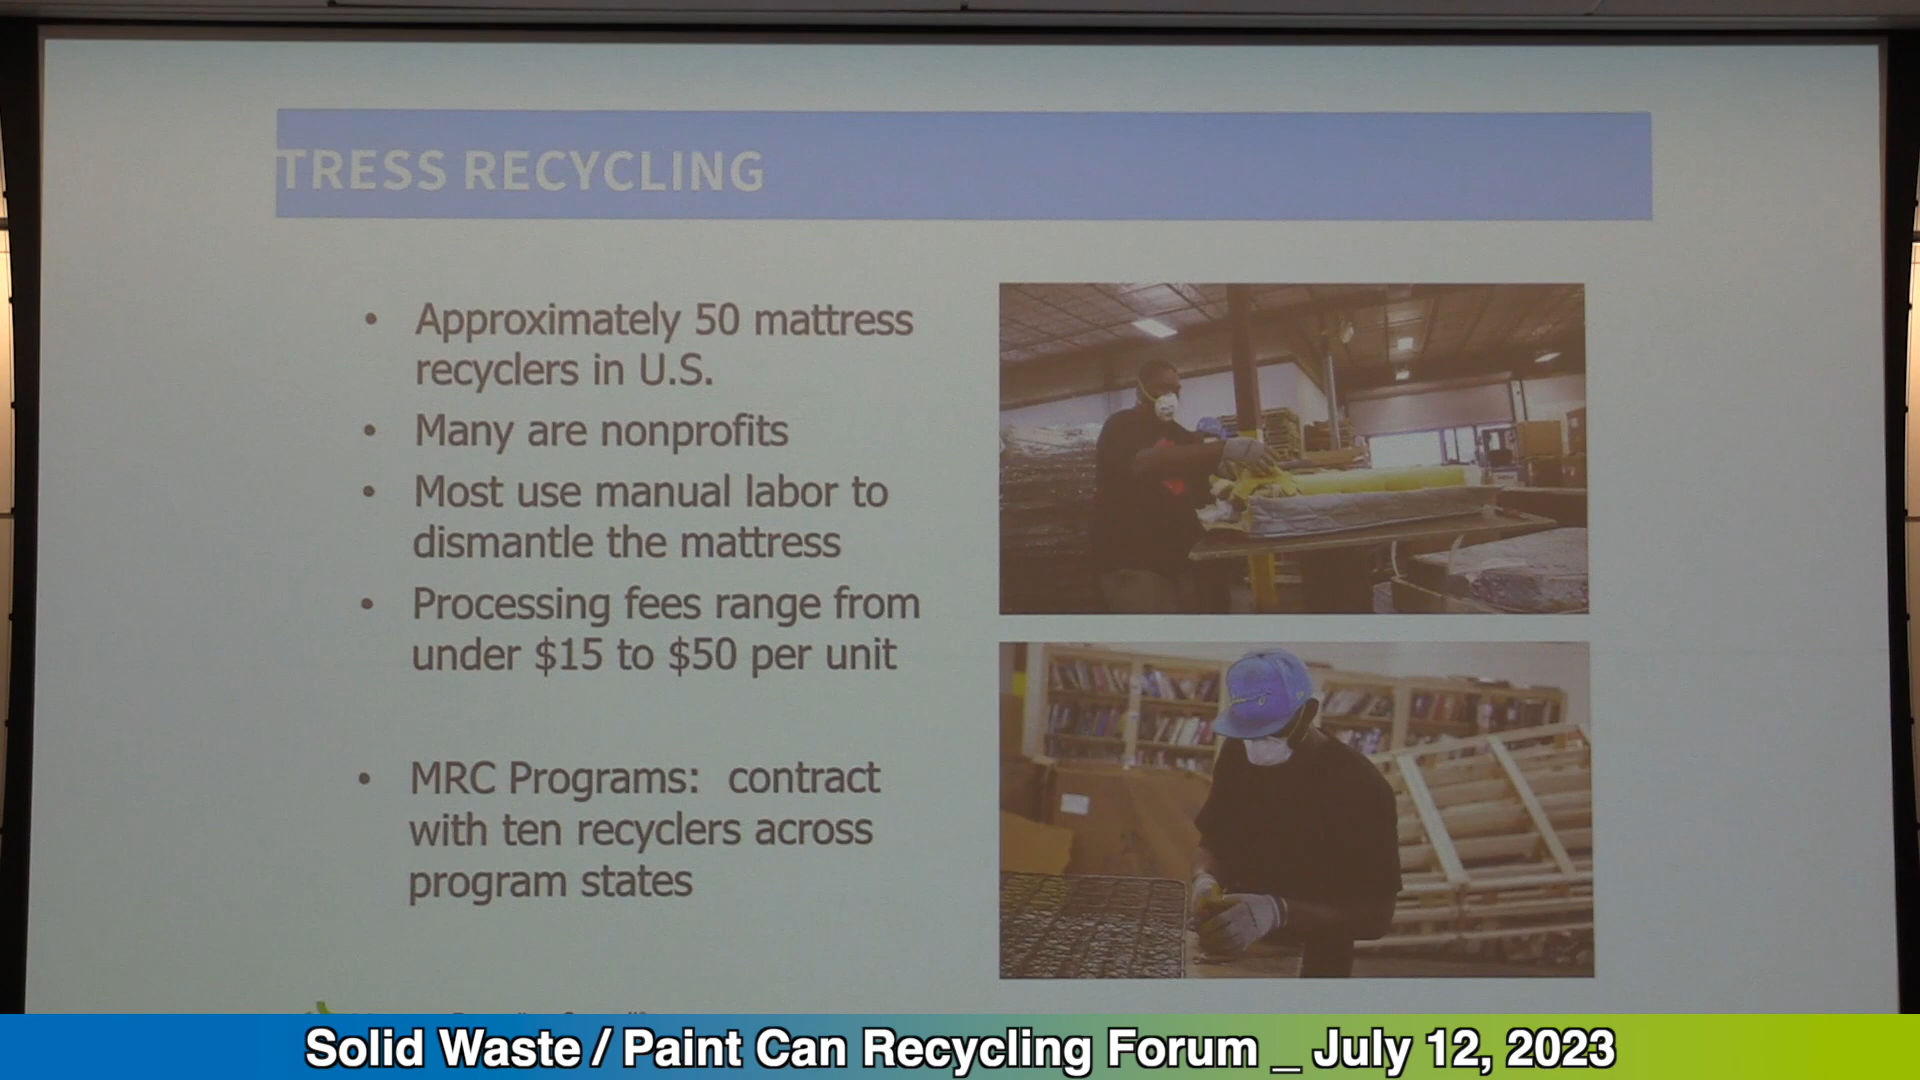 TRESS RECYCLING
• Approximately 50 mattress
recyclers in U.S.
• Many are nonprofits
• Most use manual labor to
dismantle the mattress
• Processing fees range from
under $15 to $50 per unit
• MRC Programs: contract
with ten recyclers across
program states
Solid Waste / Paint Can Recycling Forum _ July 12, 2023